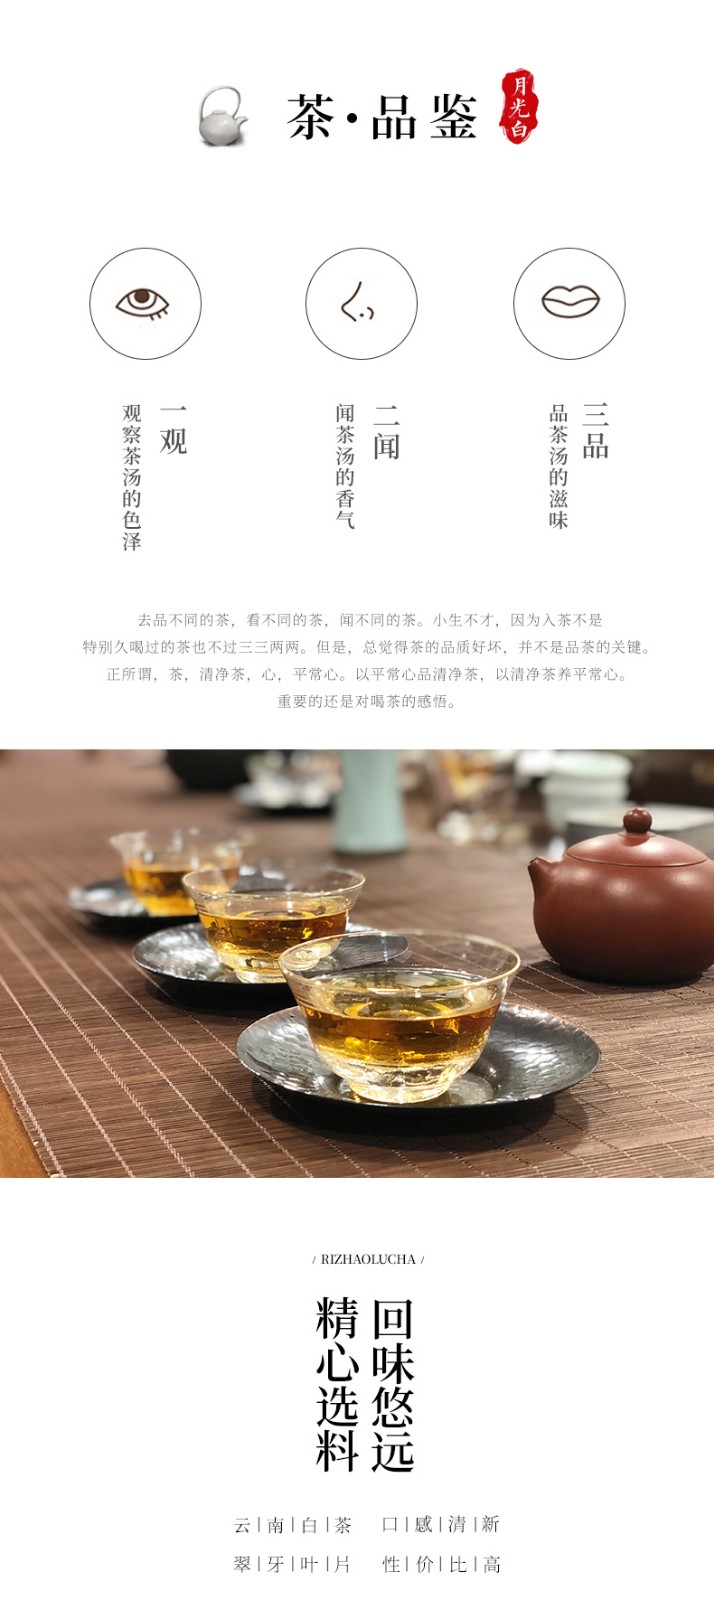 茶·品鉴
月光白
一观
观察茶汤的色泽
二闻
闻茶汤的香气
三品
品茶汤的滋味
去品不同的茶，看不同的茶，闻不同的茶。小生不才，因为入茶不是
特别久喝过的茶也不过三三两两。但是，总觉得茶的品质好坏，并不是品茶的关键。
正所谓，茶，清净茶，心，平常心。以平常心品清净茶，以清净茶养平常心。
重要的还是对喝茶的感悟。
/ RIZHAOLUCHA /
回味悠远
精心选料
云|南|白|茶 口|感|清|新
翠|牙|叶|片 性|价|比|高